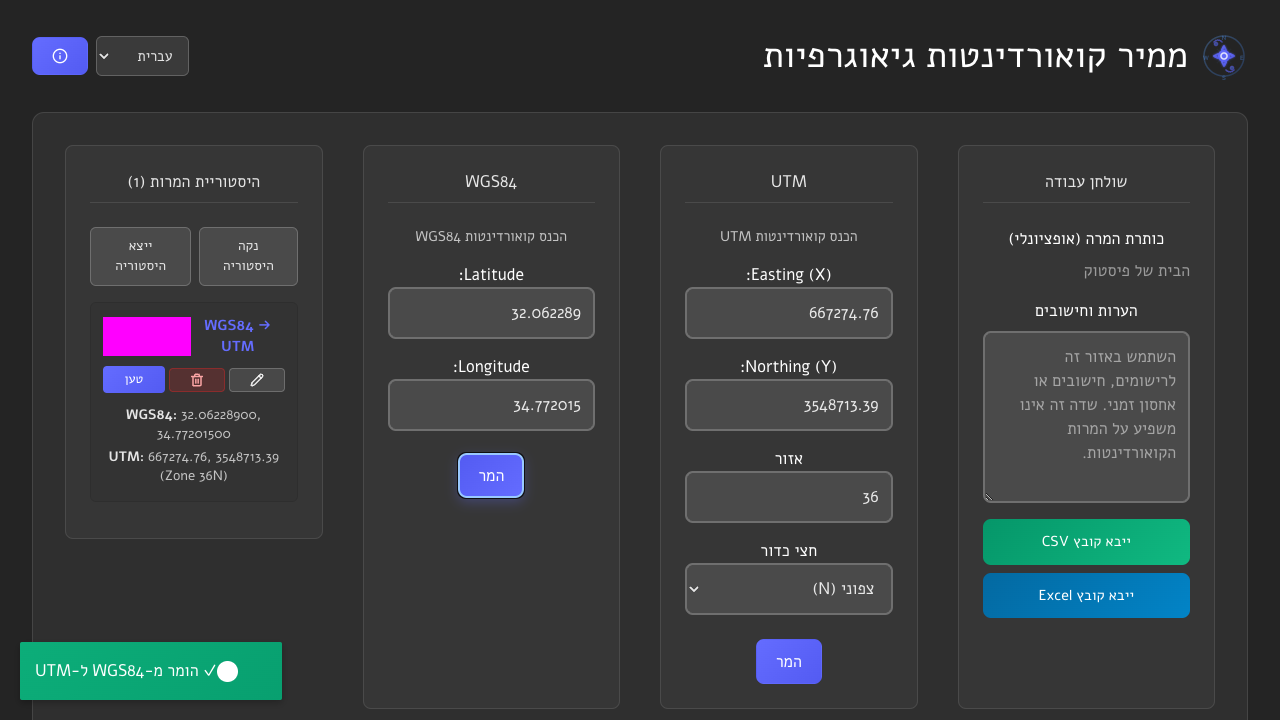 ממיר קואורדינטות גיאוגרפיות
עברית
שולחן עבודה
כותרת המרה (אופציונלי)
הבית של פיסטוק
הערות וחישובים
השתמש באזור זה
לרישומים, חישובים או
אחסון זמני. שדה זה אינו
משפיע על המרות
הקואורדינטות.
ייבא קובץ CSV
ייבא קובץ Excel
UTM
הכנס קואורדינטות UTM
Easting (X):
667274.76
Northing (Y):
3548713.39
אזור
36
חצי כדור
צפוני (N)
המר
WGS84
הכנס קואורדינטות WGS84
Latitude:
32.062289
Longitude:
34.772015
המר
היסטוריית המרות (1)
נקה
היסטוריה
ייצא
היסטוריה
WGS84 →
UTM
טען
WGS84: 32.06228900,
34.77201500
UTM: 667274.76, 3548713.39
(Zone 36N)
✓ הומר מ-WGS84 ל-UTM